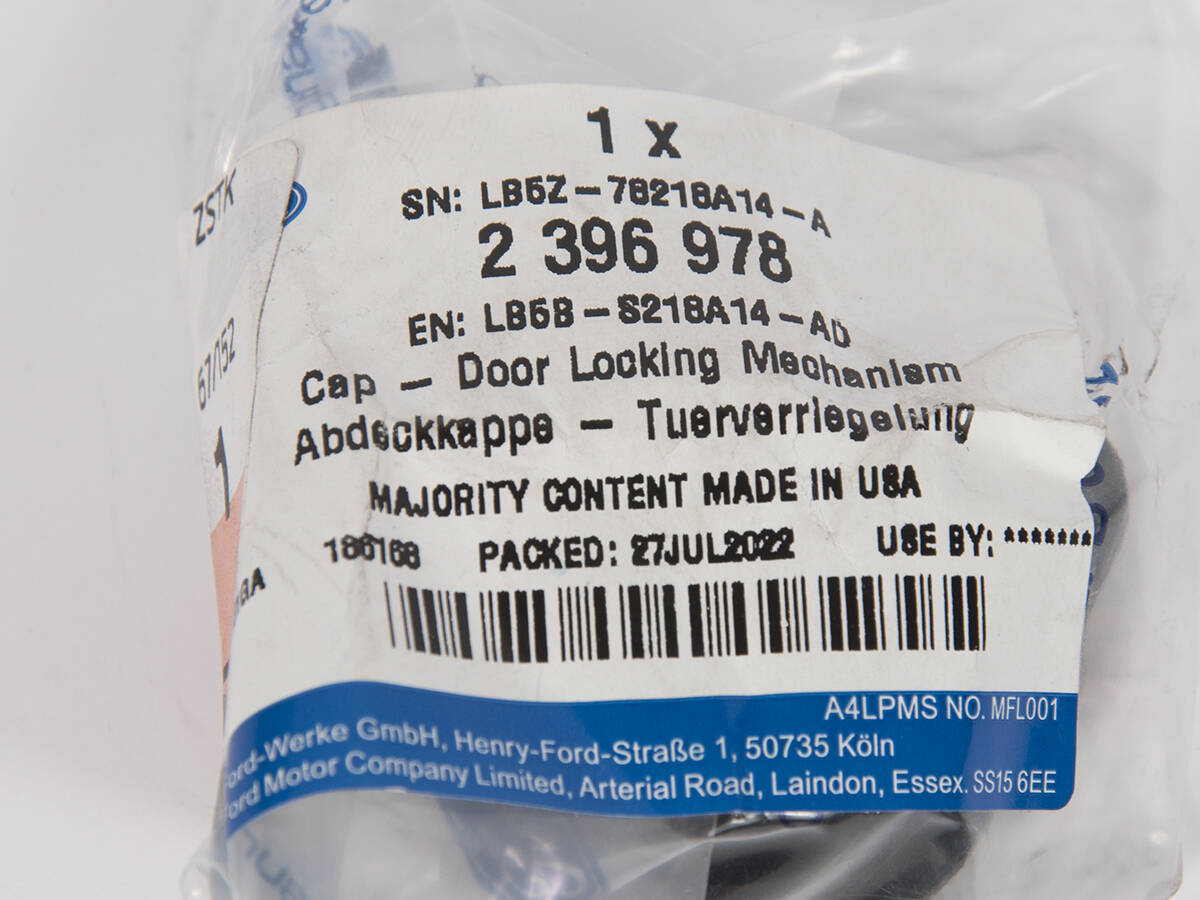 1 x
SN: LB5Z-78218A14-A
2 396 978
EN: LB5B-S218A14-AD
Cap - Door Locking Mechanism
Abdeckkappe - Tuerverriegelung
MAJORITY CONTENT MADE IN USA
186168 PACKED: 27JUL2022 USE BY: *******
A4LPMS NO. MFL001
Ford-Werke GmbH, Henry-Ford-Straße 1, 50735 Köln
Ford Motor Company Limited, Arterial Road, Laindon, Essex. SS15 6EE
ZSTK
1